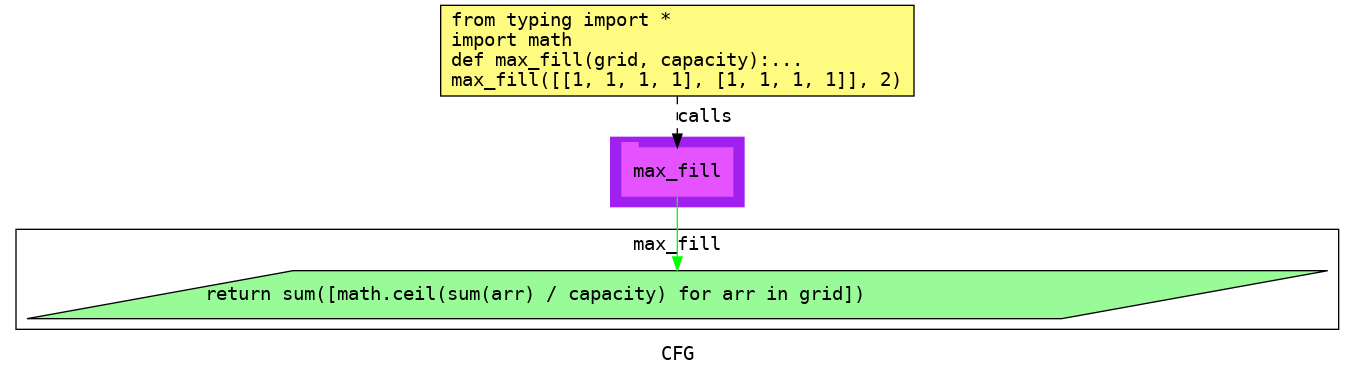 from typing import *
import math
def max_fill(grid, capacity):...
max_fill([[1, 1, 1, 1], [1, 1, 1, 1]], 2)
calls
max_fill
max_fill
return sum([math.ceil(sum(arr) / capacity) for arr in grid])
CFG